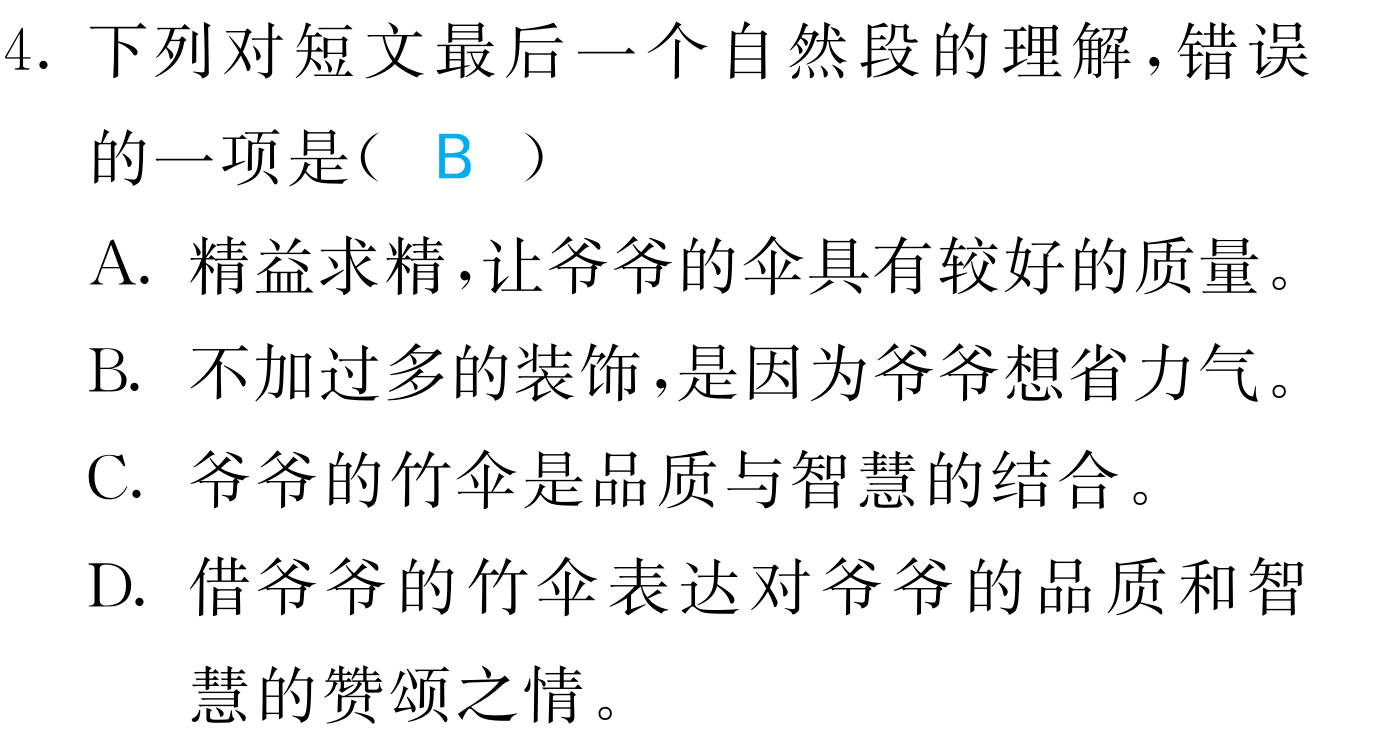 4. 下列对短文最后一个自然段的理解,错误
的一项是( B )
A. 精益求精,让爷爷的伞具有较好的质量。
B. 不加过多的装饰,是因为爷爷想省力气。
C. 爷爷的竹伞是品质与智慧的结合。
D. 借爷爷的竹伞表达对爷爷的品质和智
慧的赞颂之情。